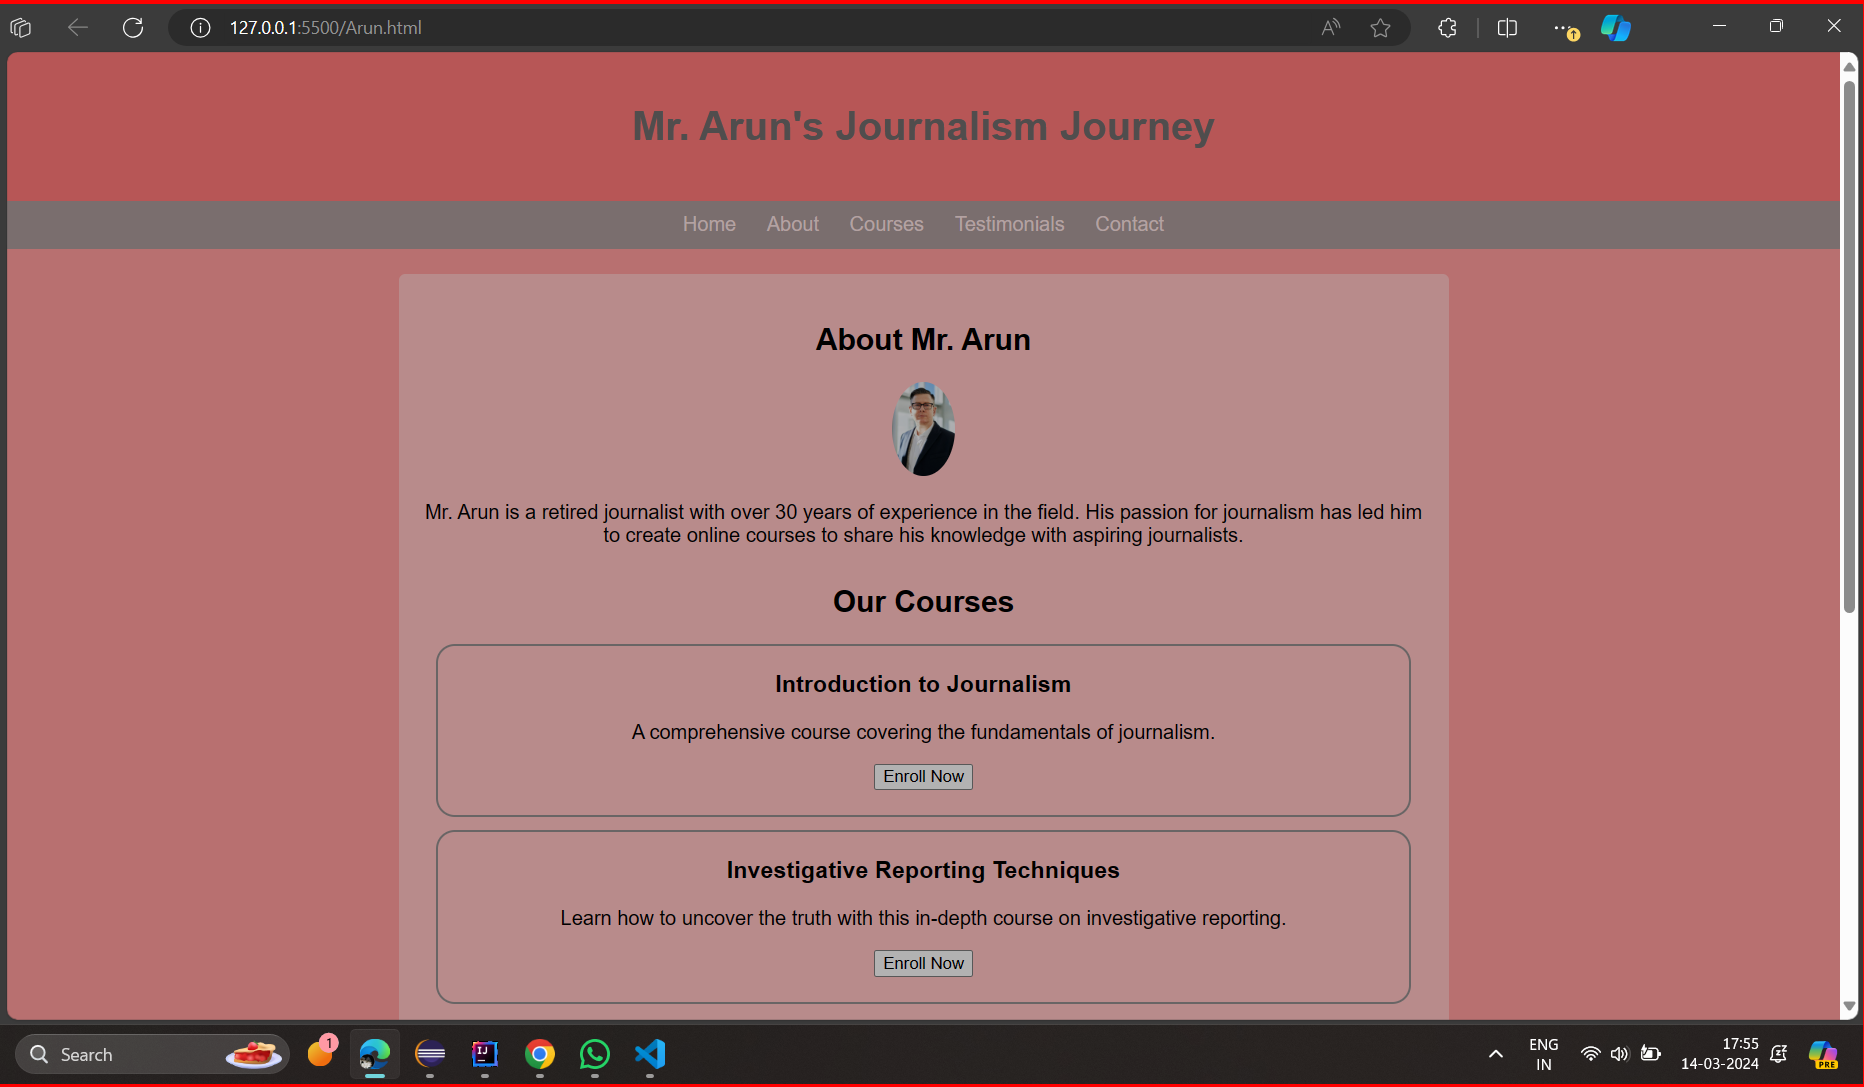 127.0.0.1:5500/Arun.html
Mr. Arun's Journalism Journey
Home About Courses Testimonials Contact
About Mr. Arun
Mr. Arun is a retired journalist with over 30 years of experience in the field. His passion for journalism has led him
to create online courses to share his knowledge with aspiring journalists.
Our Courses
Introduction to Journalism
A comprehensive course covering the fundamentals of journalism.
Enroll Now
Investigative Reporting Techniques
Learn how to uncover the truth with this in-depth course on investigative reporting.
Enroll Now
Search
1
IJ
ENG
IN
17:55
14-03-2024
PRE